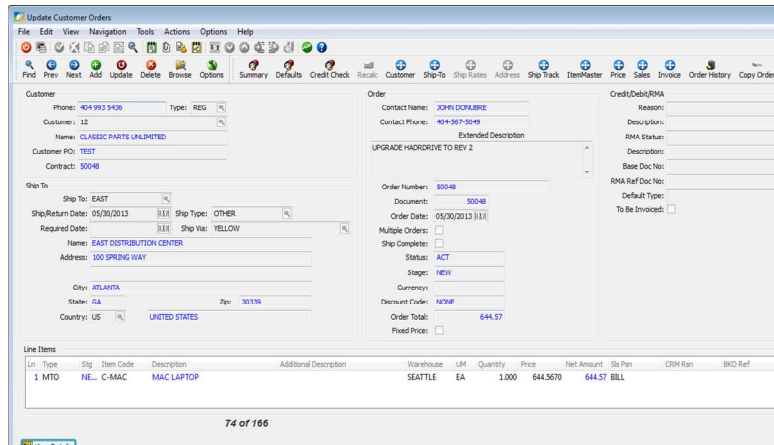 Update Customer Orders
File Edit View Navigation Tools Actions Options Help
Find Prev Next Add Update Delete Browse Options Summary Defaults Credit Check Recalc Customer Ship-To Ship Rates Address Ship Track ItemMaster Price Sales Invoice Order History Copy Order
Customer
Phone: 404 993 5436 Type: REG
Customer: 12
Name: CLASSIC PARTS UNLIMITED
Customer PO: TEST
Contract: 50048
Ship To
Ship To: EAST
Ship/Return Date: 05/30/2013 Ship Type: OTHER
Required Date: Ship Via: YELLOW
Name: EAST DISTRIBUTION CENTER
Address: 100 SPRING WAY
City: ATLANTA
State: GA Zip: 30339
Country: US UNITED STATES
Order
Contact Name: JOHN DONUBRE
Contact Phone: 404-567-5049
Extended Description
UPGRADE HADRDRIVE TO REV 2
Order Number: 50048
Document: 50048
Order Date: 05/30/2013
Multiple Orders:
Ship Complete:
Status: ACT
Stage: NEW
Currency:
Discount Code: NONE
Order Total: 644.57
Fixed Price:
Credit/Debit/RMA
Reason:
Description:
RMA Status:
Description:
Base Doc No:
RMA Ref Doc No:
Default Type:
To Be Invoiced:
Line Items
Ln Type Stg Item Code Description Additional Description Warehouse UM Quantity Price Net Amount Sls Psn CRM Rsn BKO Ref
1 MTO NE... C-MAC MAC LAPTOP SEATTLE EA 1.000 644.5670 644.57 BILL
74 of 166